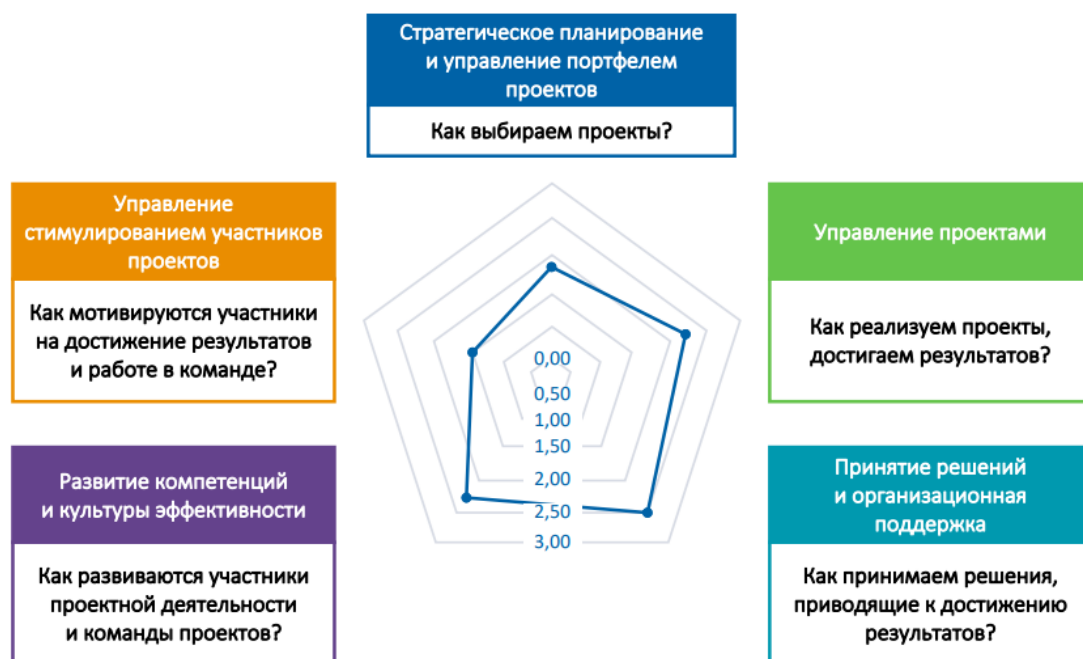 Стратегическое планирование
и управление портфелем
проектов
Как выбираем проекты?
Управление
стимулированием участников
проектов
Как мотивируются участники
на достижение результатов
и работе в команде?
Управление проектами
Как реализуем проекты,
достигаем результатов?
0,00
0,50
1,00
1,50
2,00
2,50
3,00
Развитие компетенций
и культуры эффективности
Как развиваются участники
проектной деятельности
и команды проектов?
Принятие решений
и организационная
поддержка
Как принимаем решения,
приводящие к достижению
результатов?